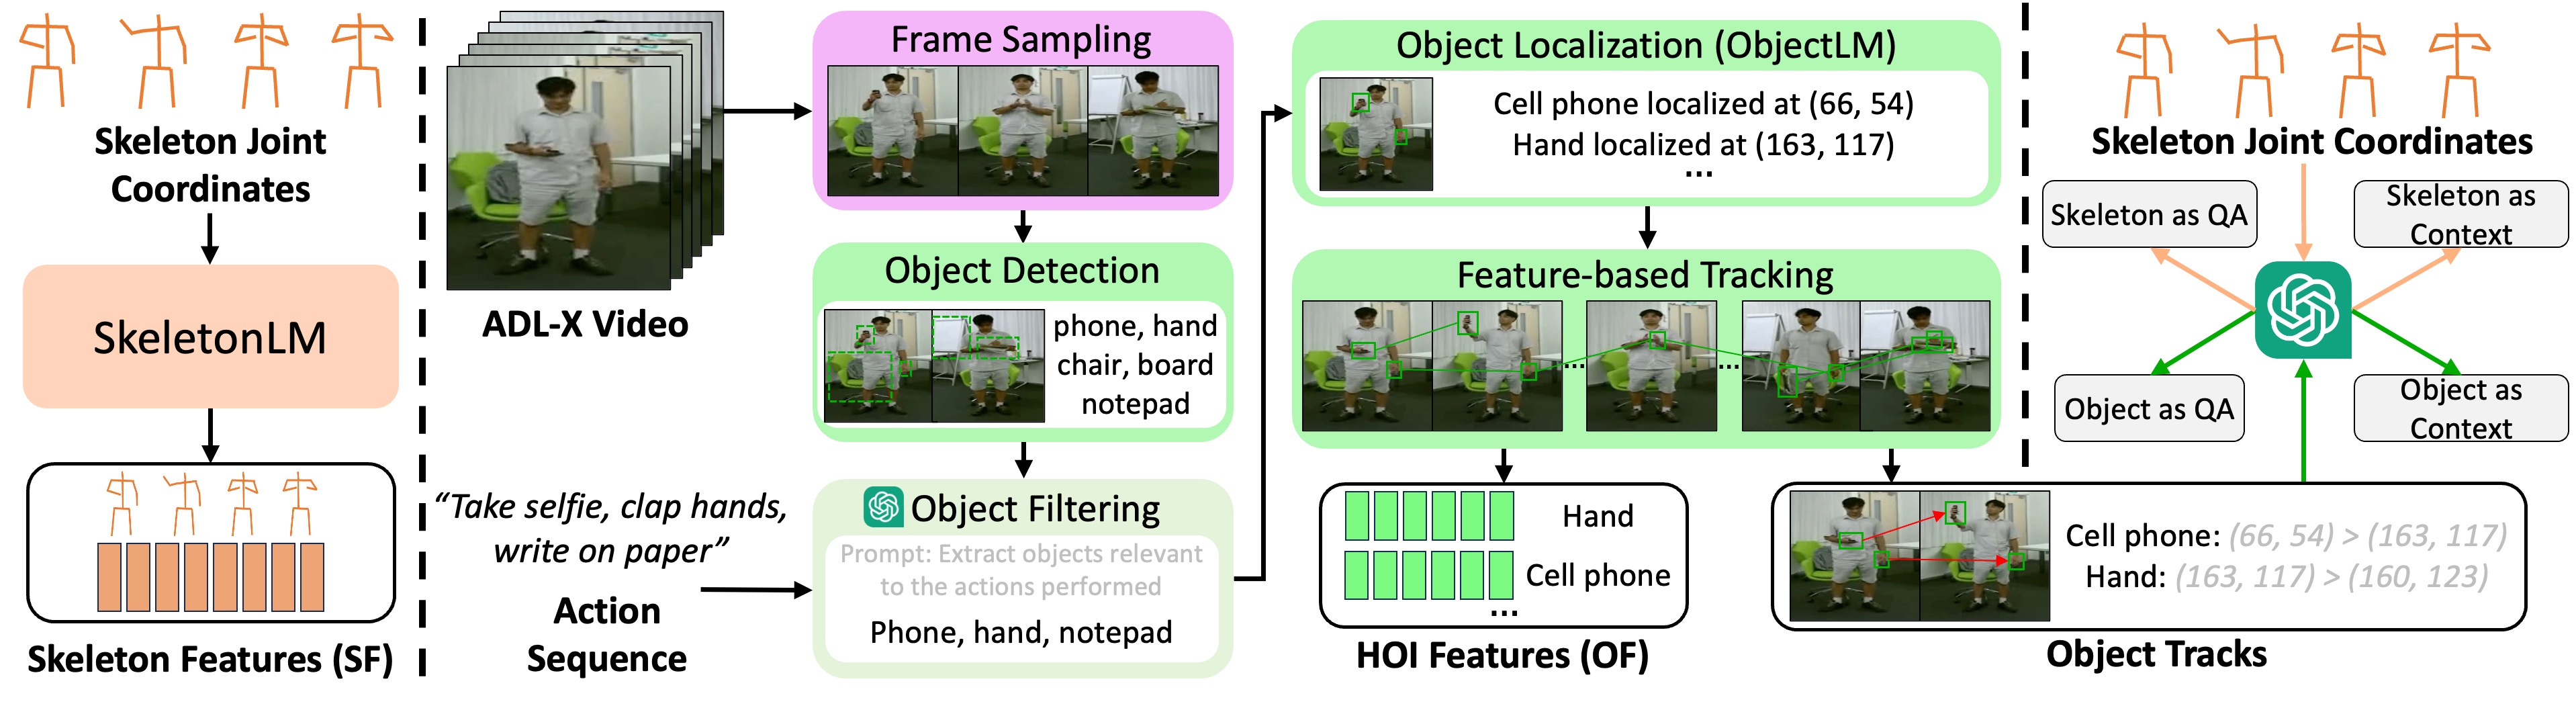 Skeleton Joint
Coordinates
SkeletonLM
Skeleton Features (SF)
ADL-X Video
“Take selfie, clap hands,
write on paper”
Action
Sequence
Frame Sampling
Object Detection
phone, hand
chair, board
notepad
Object Filtering
Prompt: Extract objects relevant
to the actions performed
Phone, hand, notepad
Object Localization (ObjectLM)
Cell phone localized at (66, 54)
Hand localized at (163, 117)
...
Feature-based Tracking
...
...
Hand
Cell phone
...
HOI Features (OF)
Cell phone: (66, 54) > (163, 117)
Hand: (163, 117) > (160, 123)
Object Tracks
Skeleton Joint Coordinates
Skeleton as QA
Skeleton as
Context
Object as QA
Object as
Context